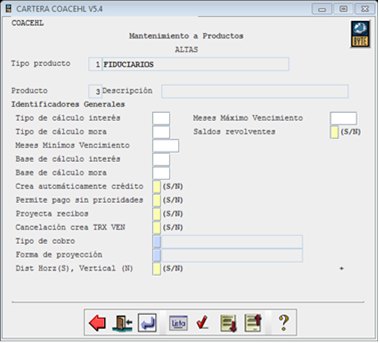 CARTERA COACEHL V5.4
COACEHL
Mantenimiento a Productos
ALTAS
Tipo producto 1 FIDUCIARIOS
Producto 3 Descripción
Identificadores Generales
Tipo de cálculo interés Meses Máximo Vencimiento
Tipo de cálculo mora Saldos revolventes (S/N)
Meses Mínimos Vencimiento
Base de cálculo interés
Base de cálculo mora
Crea automáticamente crédito (S/N)
Permite pago sin prioridades (S/N)
Proyecta recibos (S/N)
Cancelación crea TRX VEN (S/N)
Tipo de cobro
Forma de proyección
Dist Horz(S), Vertical (N) (S/N)
BYTE
Lista
?